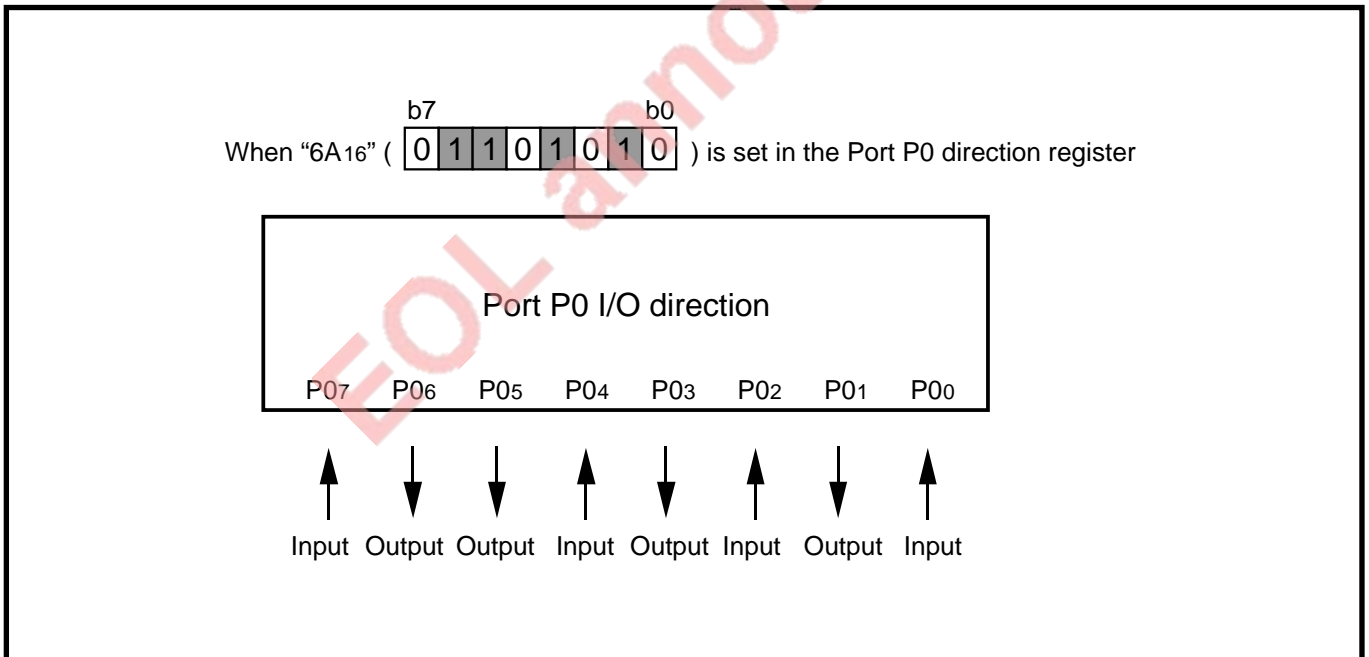 b7 b0
When “6A16” ( 0 1 1 0 1 0 1 0 ) is set in the Port P0 direction register
Port P0 I/O direction
P07 P06 P05 P04 P03 P02 P01 P00
Input Output Output Input Output Input Output Input
EOL anno